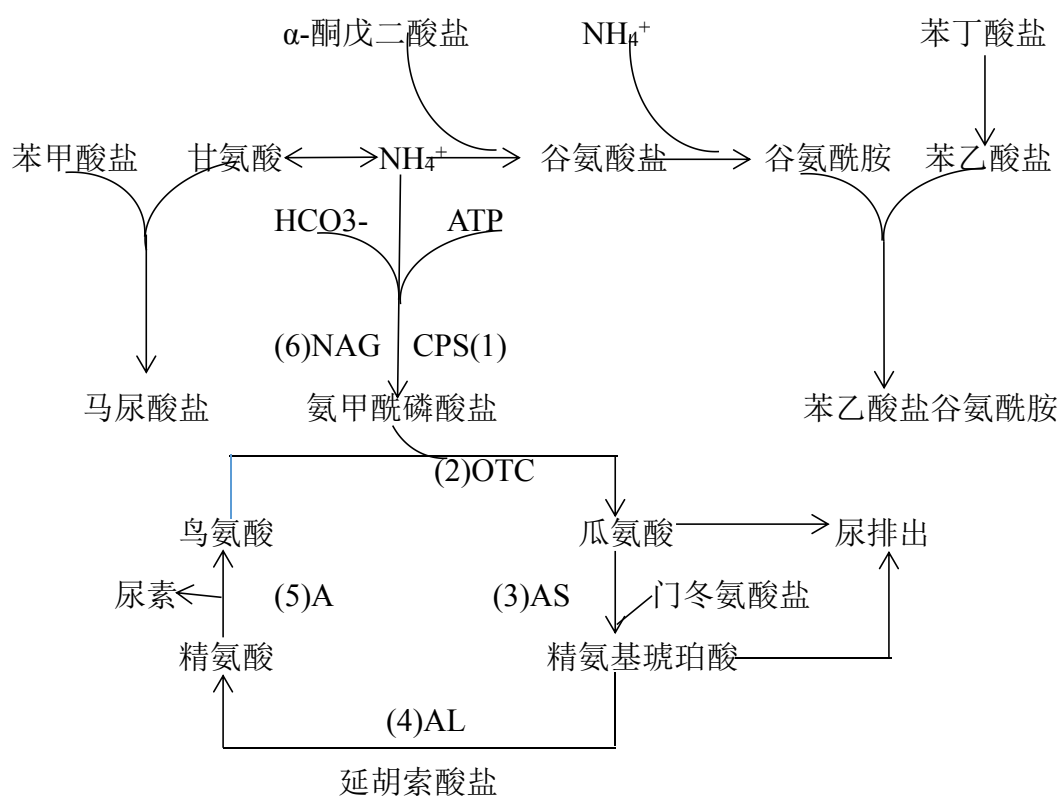 α-酮戊二酸盐 NH₄⁺ 苯丁酸盐
苯甲酸盐 甘氨酸 NH₄⁺ 谷氨酸盐 谷氨酰胺 苯乙酸盐
HCO3- ATP
(6)NAG CPS(1)
马尿酸盐 氨甲酰磷酸盐 苯乙酸盐谷氨酰胺
(2)OTC
鸟氨酸 瓜氨酸 尿排出
尿素 (5)A (3)AS 门冬氨酸盐
精氨酸 精氨基琥珀酸
(4)AL
延胡索酸盐